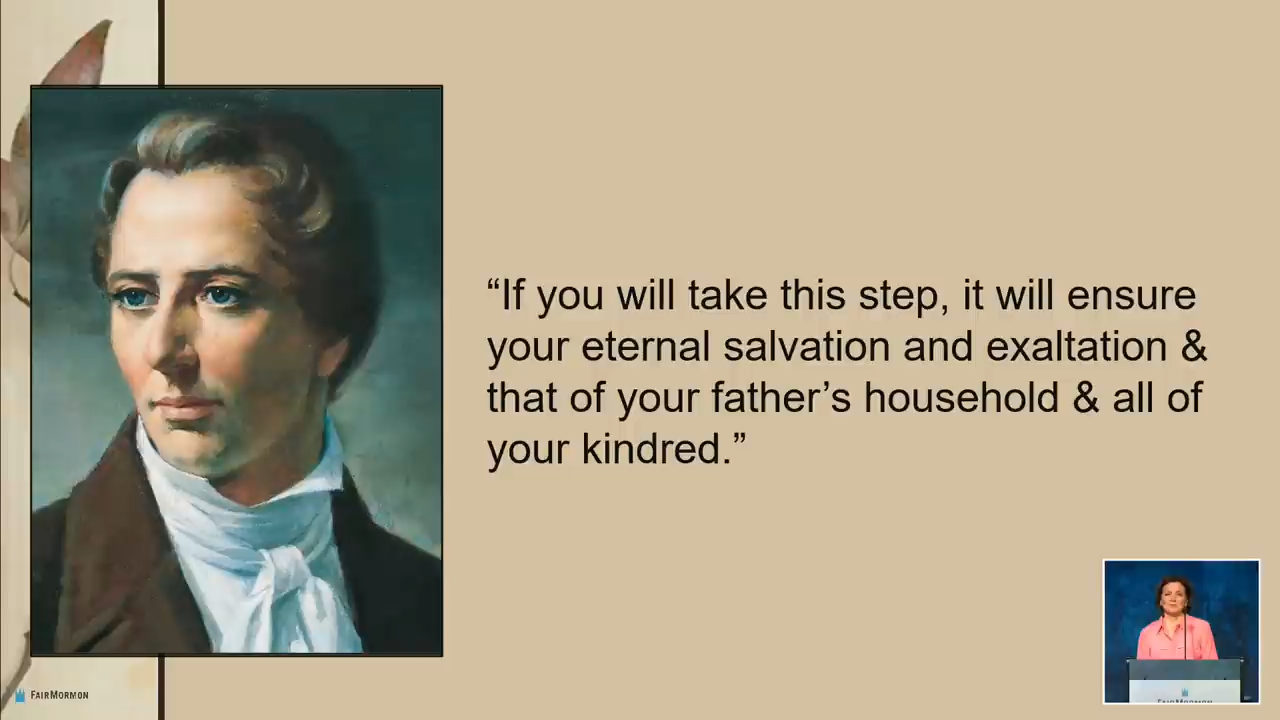 “If you will take this step, it will ensure
your eternal salvation and exaltation &
that of your father’s household & all of
your kindred.”
FAIRMORMON
FAIRMORMON